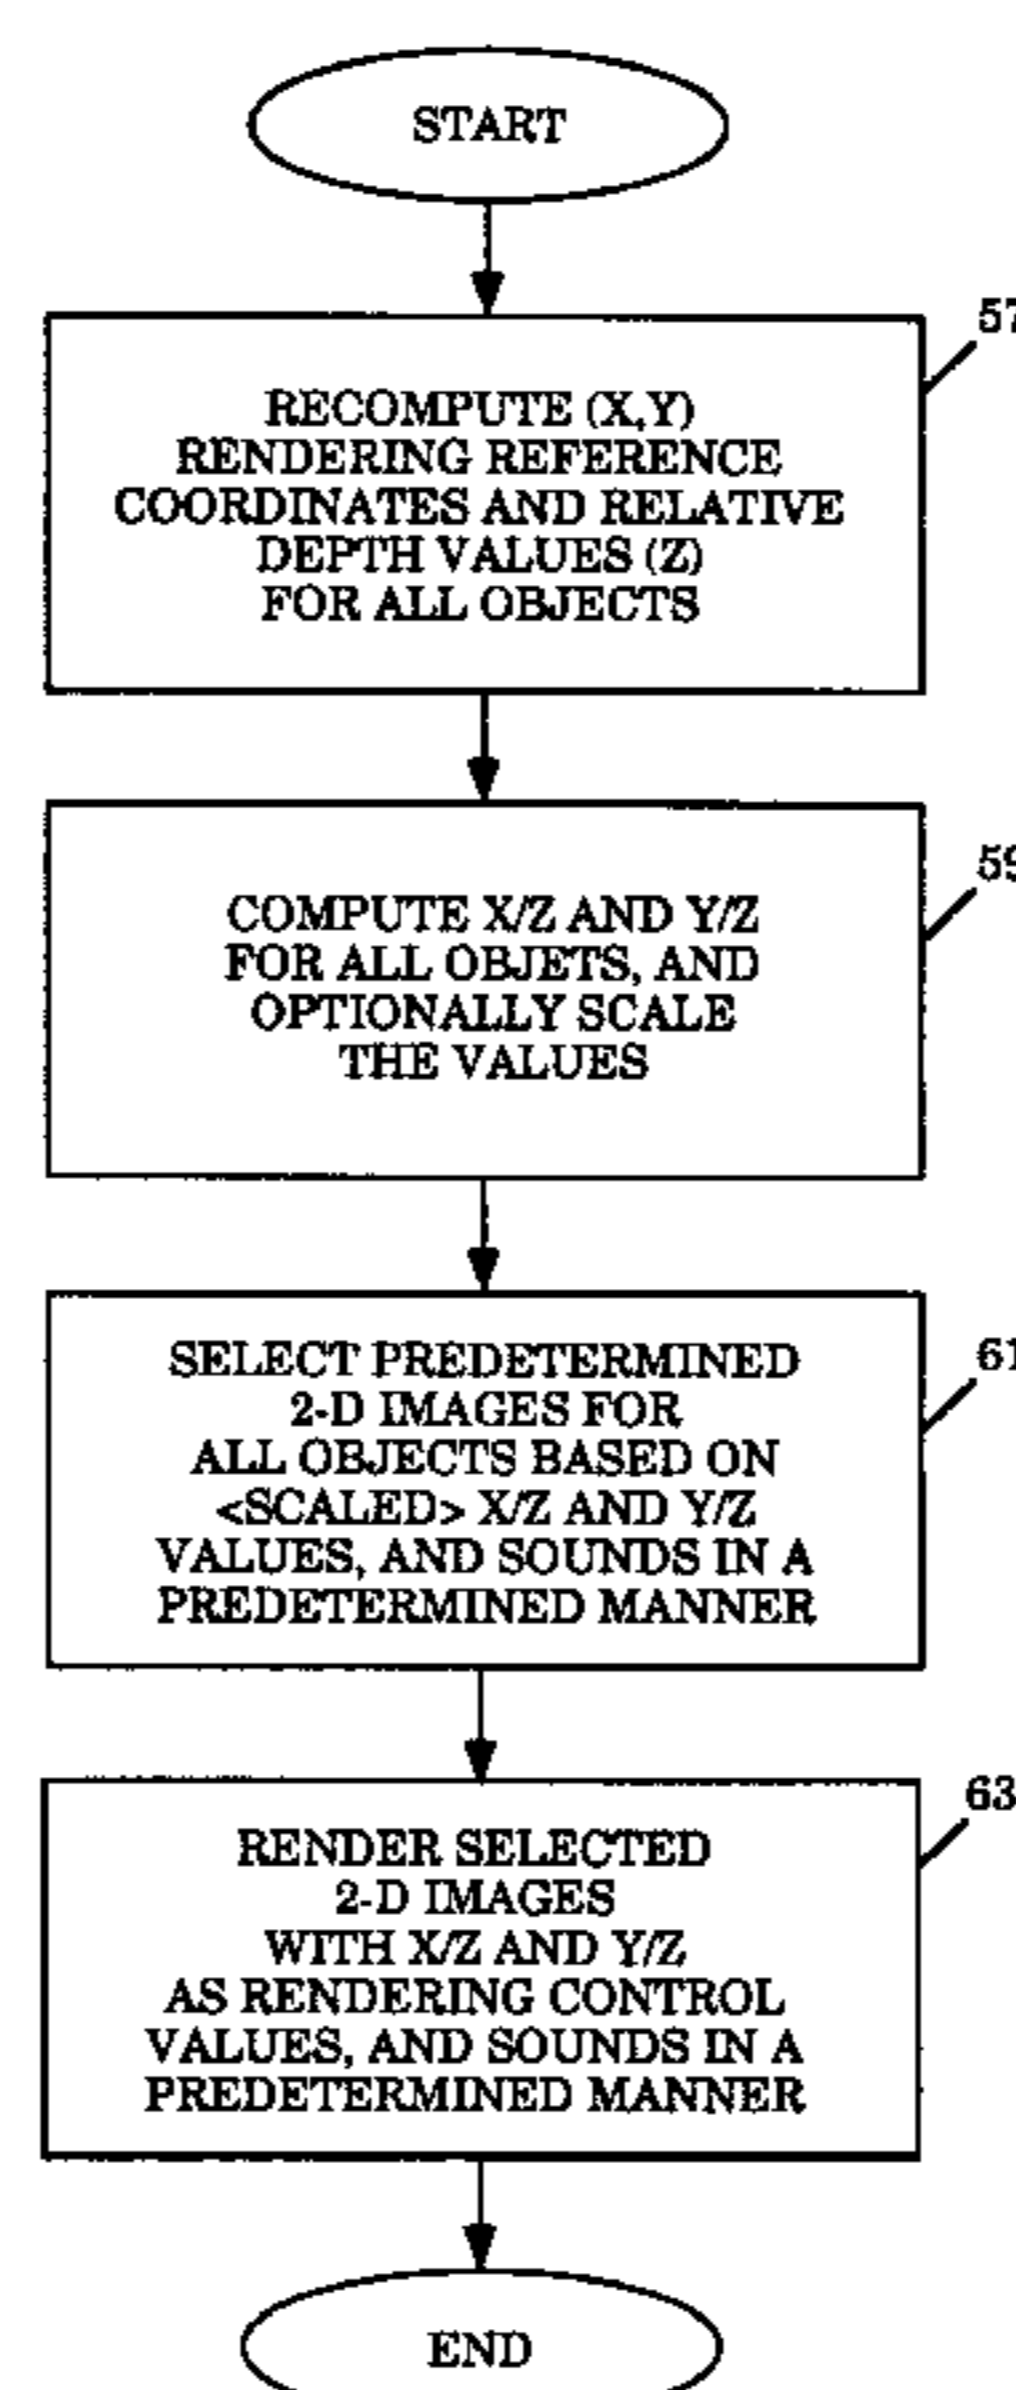 START
57
RECOMPUTE (X,Y)
RENDERING REFERENCE
COORDINATES AND RELATIVE
DEPTH VALUES (Z)
FOR ALL OBJECTS
59
COMPUTE X/Z AND Y/Z
FOR ALL OBJETS, AND
OPTIONALLY SCALE
THE VALUES
61
SELECT PREDETERMINED
2-D IMAGES FOR
ALL OBJECTS BASED ON
<SCALED> X/Z AND Y/Z
VALUES, AND SOUNDS IN A
PREDETERMINED MANNER
63
RENDER SELECTED
2-D IMAGES
WITH X/Z AND Y/Z
AS RENDERING CONTROL
VALUES, AND SOUNDS IN A
PREDETERMINED MANNER
END